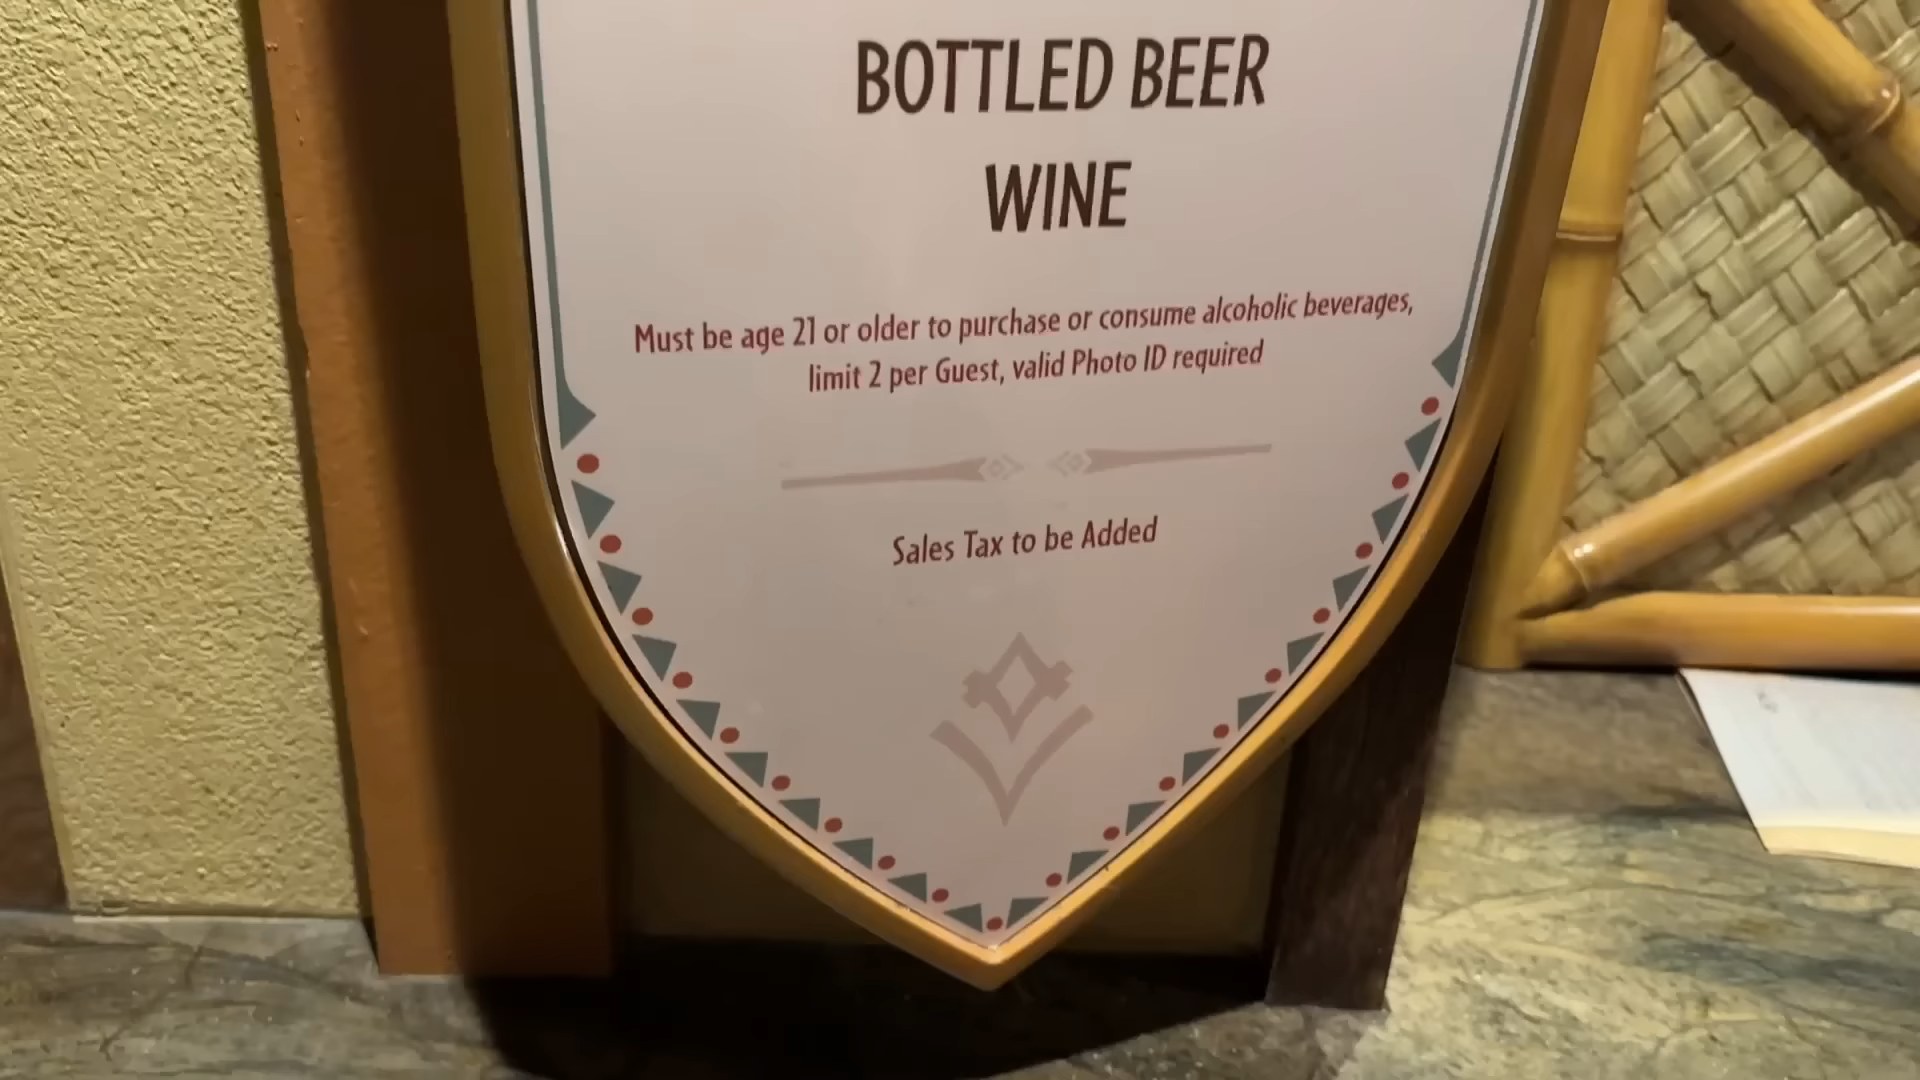 BOTTLED BEER
WINE
Must be age 21 or older to purchase or consume alcoholic beverages,
limit 2 per Guest, valid Photo ID required
Sales Tax to be Added